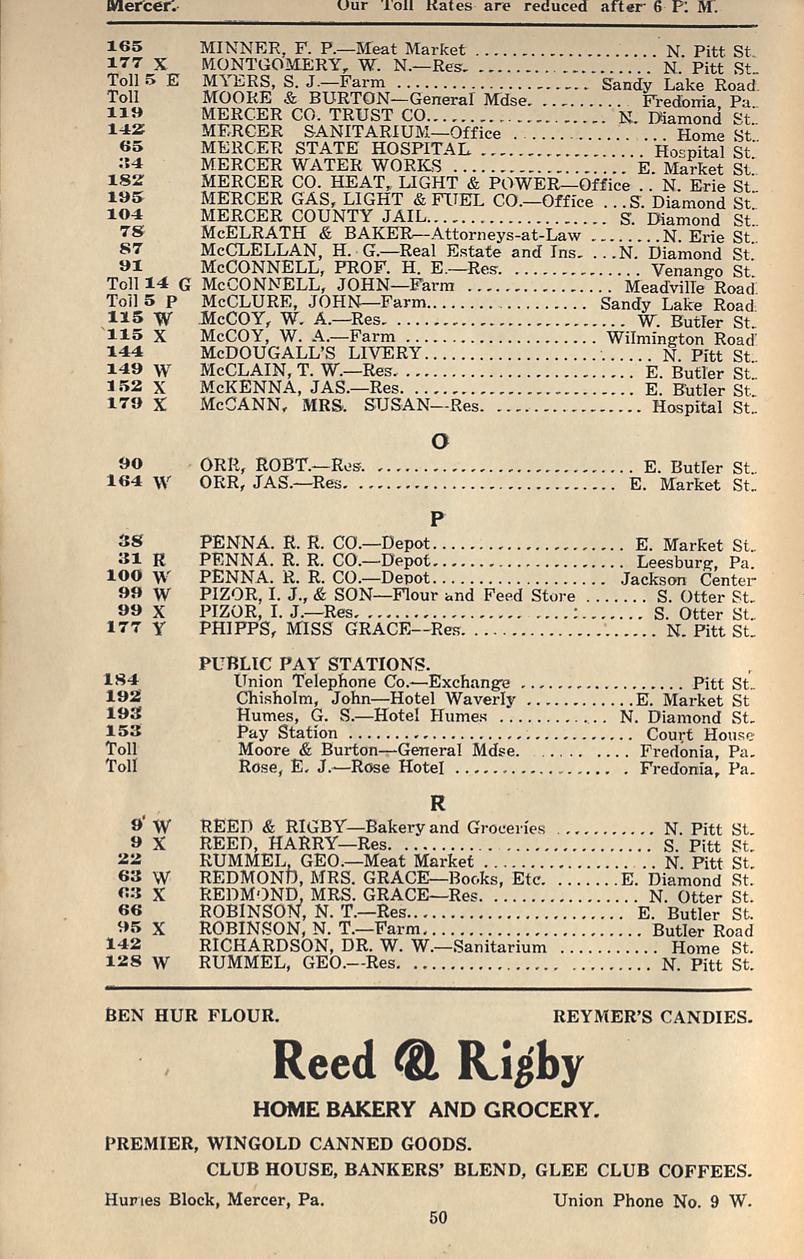 Mercer. Our Toll Rates are reduced after 6 P. M.
165 MINNER, F. P.—Meat Market ..................... N. Pitt St.
177 X MONTGOMERY, W. N.—Res. .................... N. Pitt St.
Toll 5 E MYERS, S. J.—Farm ...................... Sandy Lake Road
Toll MOORE & BURTON—General Mdse. ......... Fredonia, Pa.
119 MERCER CO. TRUST CO...................... N. Diamond St.
142 MERCER SANITARIUM—Office .................. Home St.
65 MERCER STATE HOSPITAL ................... Hospital St.
34 MERCER WATER WORKS .................... E. Market St.
182 MERCER CO. HEAT, LIGHT & POWER—Office .. N. Erie St.
195 MERCER GAS, LIGHT & FUEL CO.—Office ...S. Diamond St.
104 MERCER COUNTY JAIL..................... S. Diamond St.
78 McELRATH & BAKER—Attorneys-at-Law ........N. Erie St.
87 McCLELLAN, H. G.—Real Estate and Ins. ...N. Diamond St.
91 McCONNELL, PROF. H. E.—Res. ................. Venango St.
Toll 14 G McCONNELL, JOHN—Farm ................ Meadville Road
Toll 5 P McCLURE, JOHN—Farm.................. Sandy Lake Road
115 W McCOY, W. A.—Res. ........................... W. Butler St.
115 X McCOY, W. A.—Farm ....................... Wilmington Road
144 McDOUGALL'S LIVERY.......................... N. Pitt St.
149 W McCLAIN, T. W.—Res. ........................ E. Butler St.
152 X McKENNA, JAS.—Res. ....................... E. Butler St.
179 X McCANN, MRS. SUSAN—Res. ................ Hospital St.
O
90 ORR, ROBT.—Res. ............................ E. Butler St.
164 W ORR, JAS.—Res. ............................ E. Market St.
P
38 PENNA. R. R. CO.—Depot...................... E. Market St.
31 R PENNA. R. R. CO.—Depot...................... Leesburg, Pa.
100 W PENNA. R. R. CO.—Depot................... Jackson Center
99 W PIZOR, I. J., & SON—Flour and Feed Store ....... S. Otter St.
99 X PIZOR, I. J.—Res. ................................. S. Otter St.
177 Y PHIPPS, MISS GRACE—Res. ...................... N. Pitt St.
PUBLIC PAY STATIONS.
184 Union Telephone Co.—Exchange .................. Pitt St.
192 Chisholm, John—Hotel Waverly ............E. Market St
193 Humes, G. S.—Hotel Humes ............ N. Diamond St.
153 Pay Station ................................ Court House
Toll Moore & Burton—General Mdse. .......... Fredonia, Pa.
Toll Rose, E. J.—Rose Hotel ................... Fredonia, Pa.
R
9 W REED & RIGBY—Bakery and Groceries ........... N. Pitt St.
9 X REED, HARRY—Res. ............................. S. Pitt St.
22 RUMMEL, GEO.—Meat Market .................... N. Pitt St.
63 W REDMOND, MRS. GRACE—Books, Etc. .......E. Diamond St.
63 X REDMOND, MRS. GRACE—Res. ................... N. Otter St.
66 ROBINSON, N. T.—Res......................... E. Butler St.
95 X ROBINSON, N. T.—Farm......................... Butler Road
142 RICHARDSON, DR. W. W.—Sanitarium ........... Home St.
128 W RUMMEL, GEO.—Res. ........................... N. Pitt St.
BEN HUR FLOUR. REYMER'S CANDIES.
Reed & Rigby
HOME BAKERY AND GROCERY.
PREMIER, WINGOLD CANNED GOODS.
CLUB HOUSE, BANKERS' BLEND, GLEE CLUB COFFEES.
Humes Block, Mercer, Pa. Union Phone No. 9 W.
50